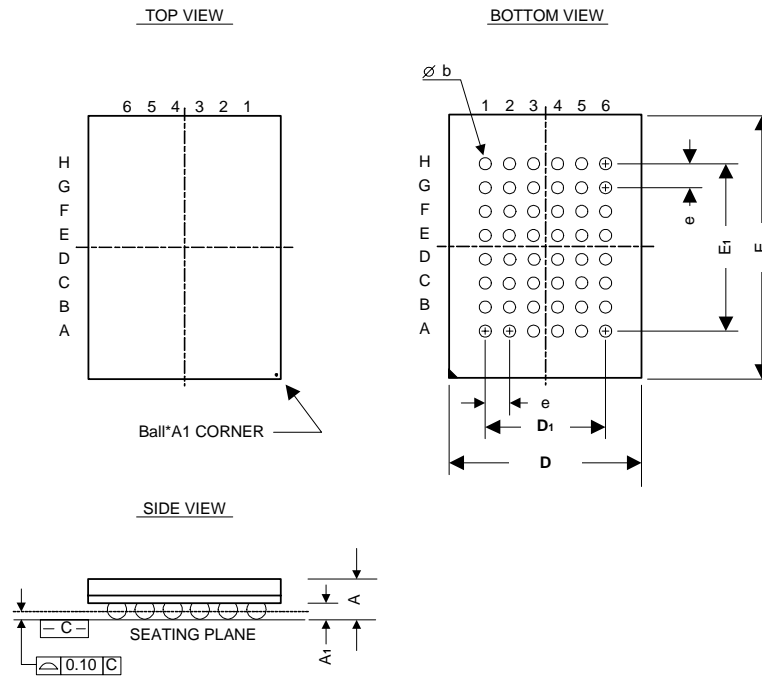 TOP VIEW
6 5 4 3 2 1
H
G
F
E
D
C
B
A
Ball*A1 CORNER
BOTTOM VIEW
Ø b
1 2 3 4 5 6
H
G
F
E
D
C
B
A
e
E1
E
e
D1
D
SIDE VIEW
A
A1
– C –
SEATING PLANE
0.10 C